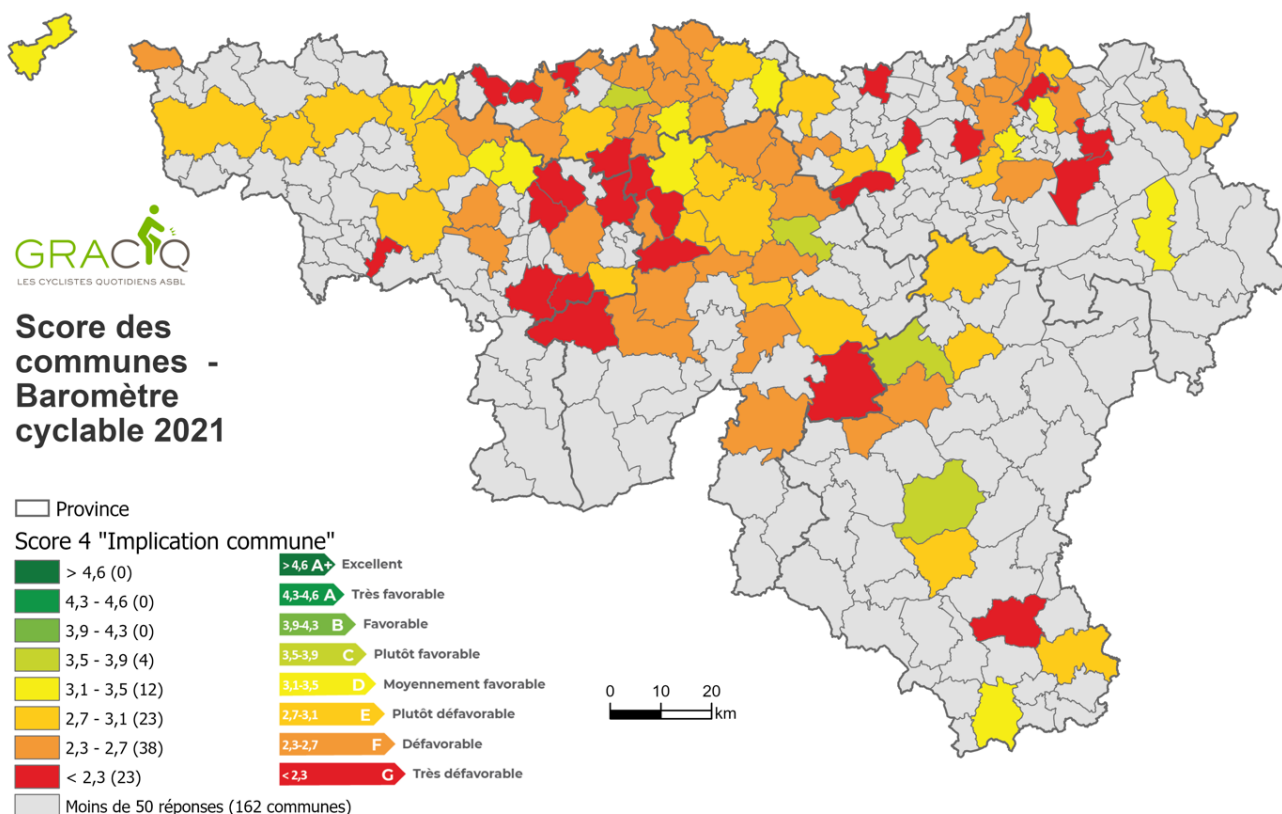 GRACQ
LES CYCLISTES QUOTIDIENS ASBL
Score des
communes -
Baromètre
cyclable 2021
Province
Score 4 "Implication commune"
> 4,6 (0)
4,3 - 4,6 (0)
3,9 - 4,3 (0)
3,5 - 3,9 (4)
3,1 - 3,5 (12)
2,7 - 3,1 (23)
2,3 - 2,7 (38)
< 2,3 (23)
Moins de 50 réponses (162 communes)
> 4,6 A+ Excellent
4,3-4,6 A Très favorable
3,9-4,3 B Favorable
3,5-3,9 C Plutôt favorable
3,1-3,5 D Moyennement favorable
2,7-3,1 E Plutôt défavorable
2,3-2,7 F Défavorable
< 2,3 G Très défavorable
0 10 20
km